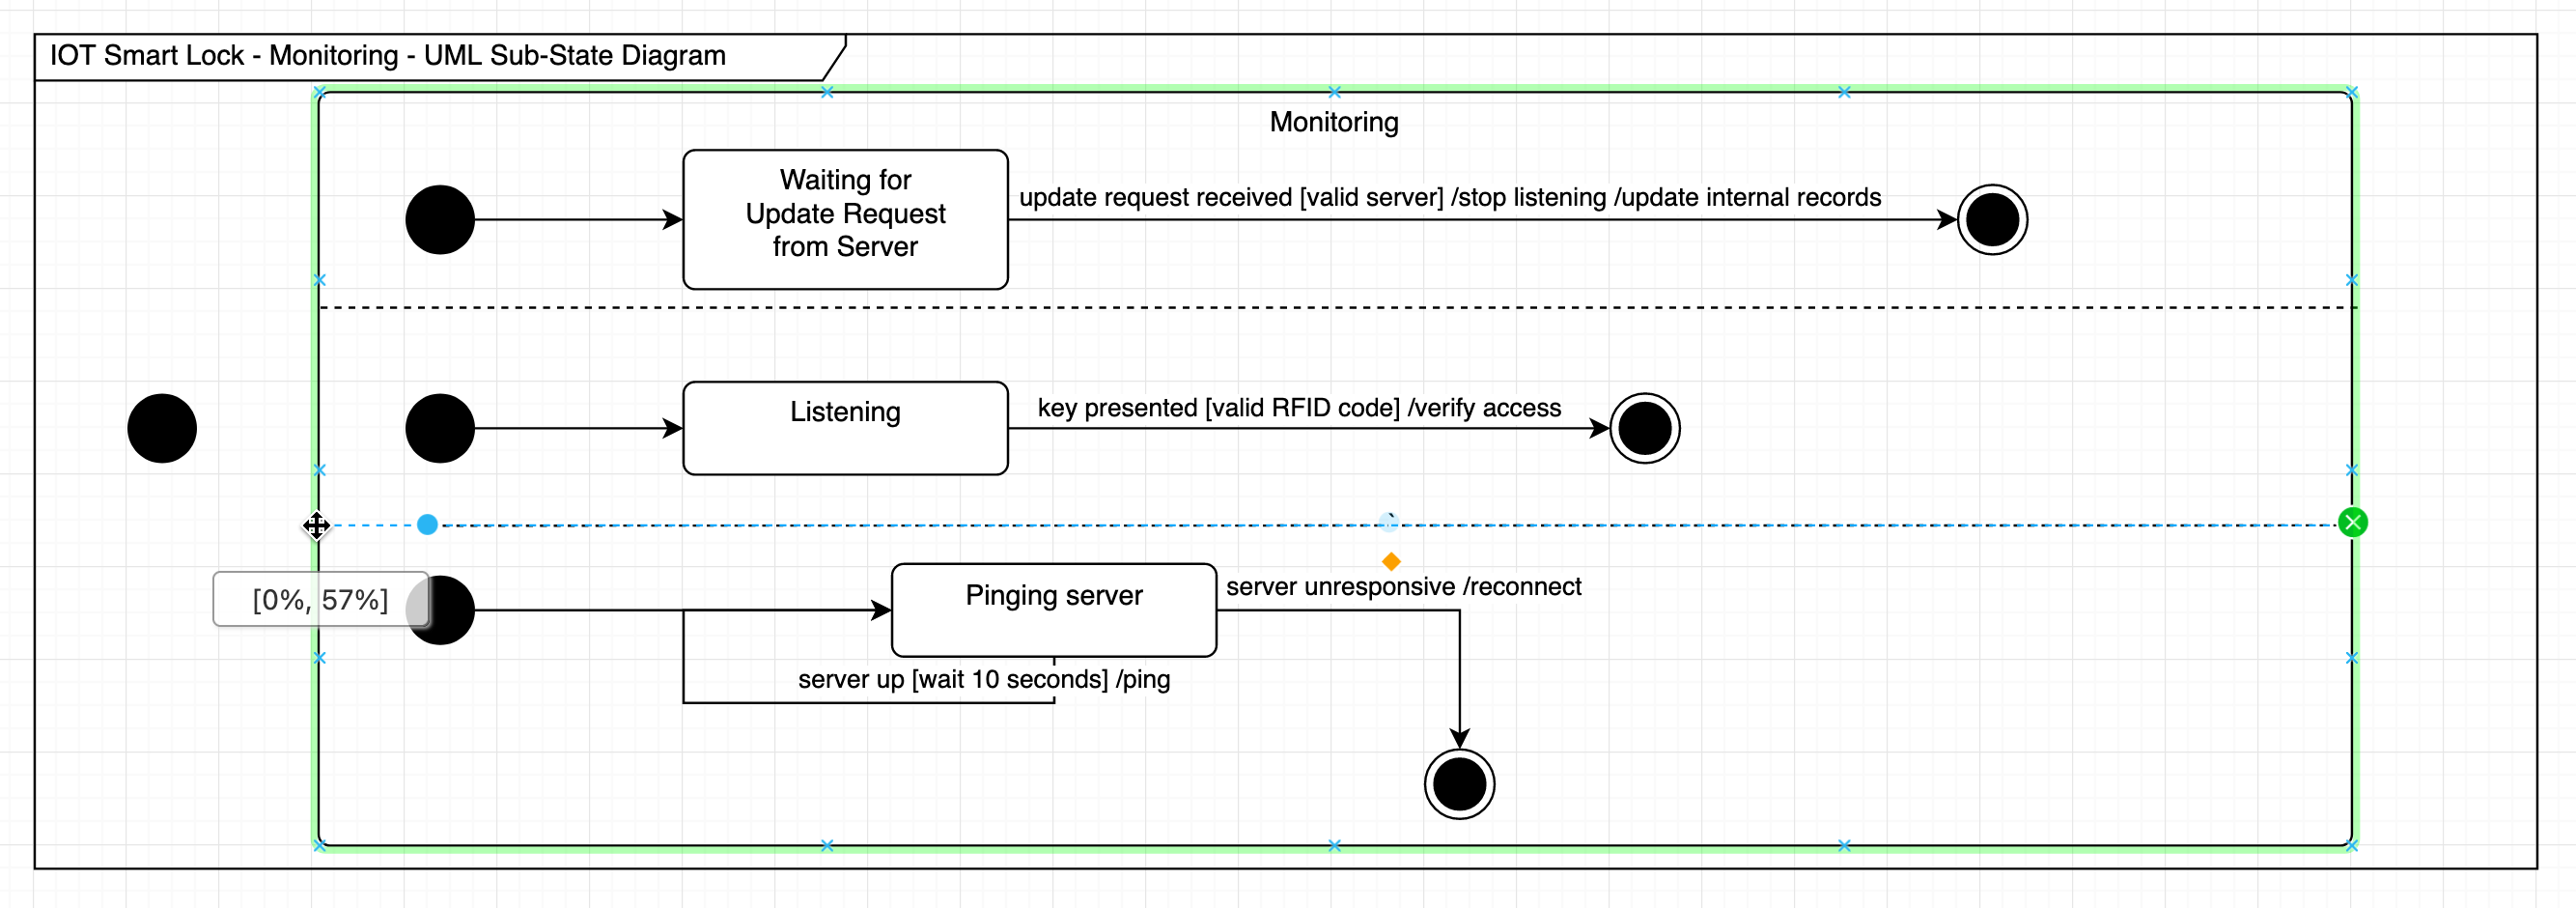 IOT Smart Lock - Monitoring - UML Sub-State Diagram
Monitoring
Waiting for
Update Request
from Server
update request received [valid server] /stop listening /update internal records
Listening
key presented [valid RFID code] /verify access
[0%, 57%]
Pinging server
server unresponsive /reconnect
server up [wait 10 seconds] /ping